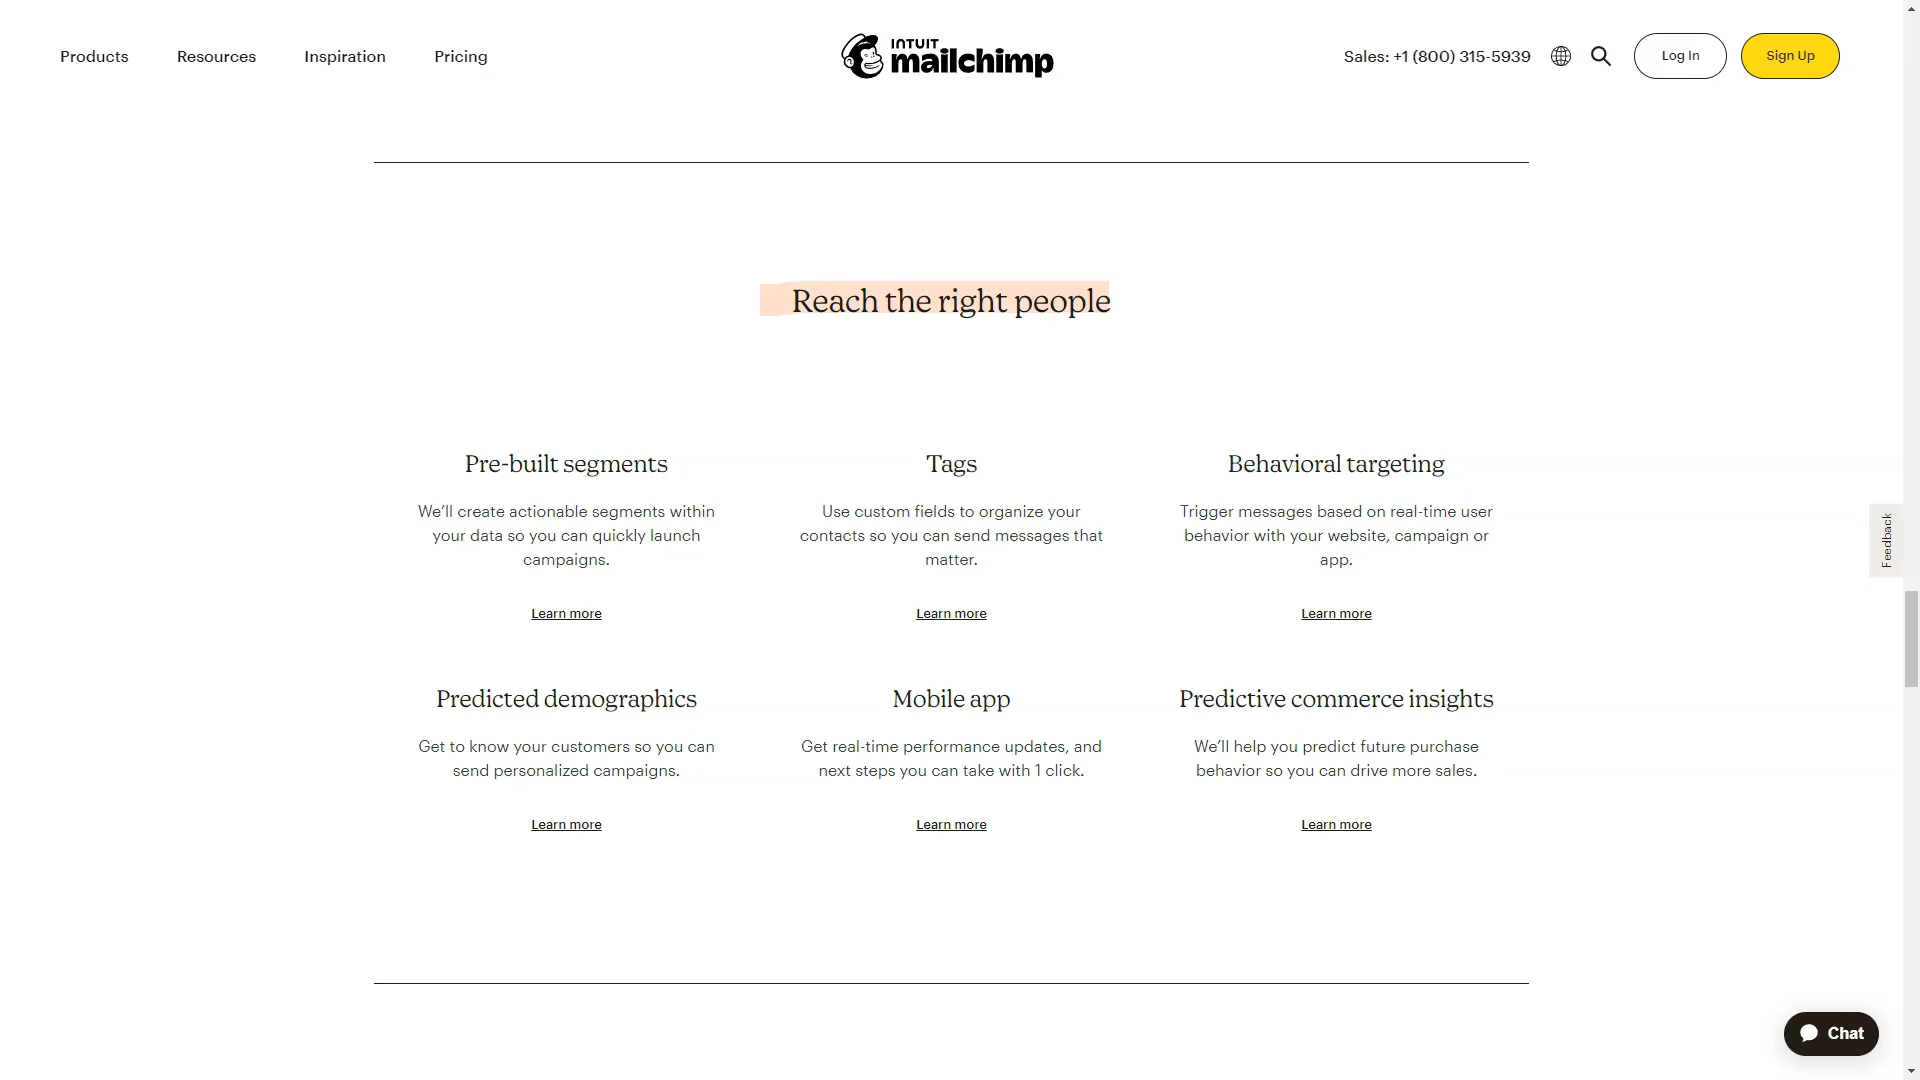 Products
Resources
Inspiration
Pricing
INTUIT
mailchimp
Sales: +1 (800) 315-5939
Log In
Sign Up
Reach the right people
Pre-built segments
We’ll create actionable segments within
your data so you can quickly launch
campaigns.
Learn more
Tags
Use custom fields to organize your
contacts so you can send messages that
matter.
Learn more
Behavioral targeting
Trigger messages based on real-time user
behavior with your website, campaign or
app.
Learn more
Predicted demographics
Get to know your customers so you can
send personalized campaigns.
Learn more
Mobile app
Get real-time performance updates, and
next steps you can take with 1 click.
Learn more
Predictive commerce insights
We’ll help you predict future purchase
behavior so you can drive more sales.
Learn more
Feedback
Chat